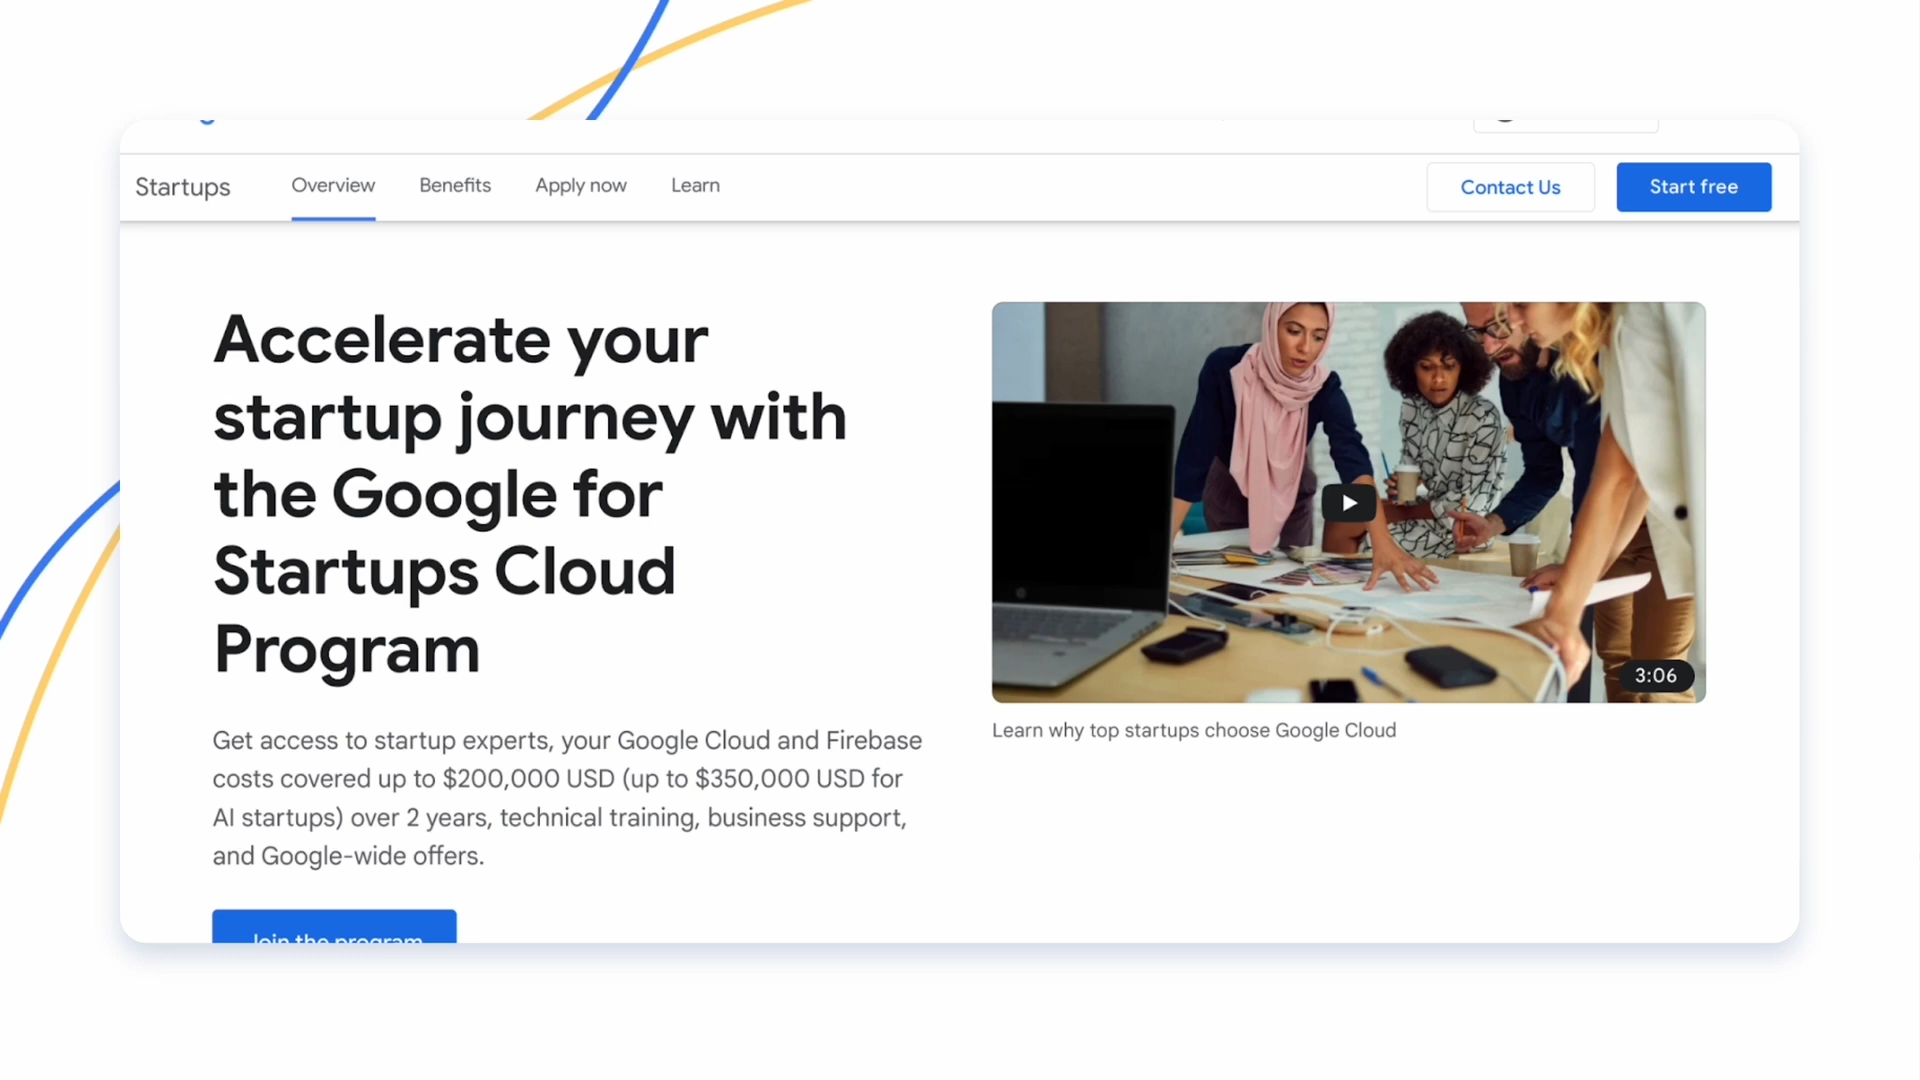 Startups
Overview
Benefits
Apply now
Learn
Contact Us
Start free
Accelerate your
startup journey with
the Google for
Startups Cloud
Program
3:06
Learn why top startups choose Google Cloud
Get access to startup experts, your Google Cloud and Firebase
costs covered up to $200,000 USD (up to $350,000 USD for
AI startups) over 2 years, technical training, business support,
and Google-wide offers.
Join the program